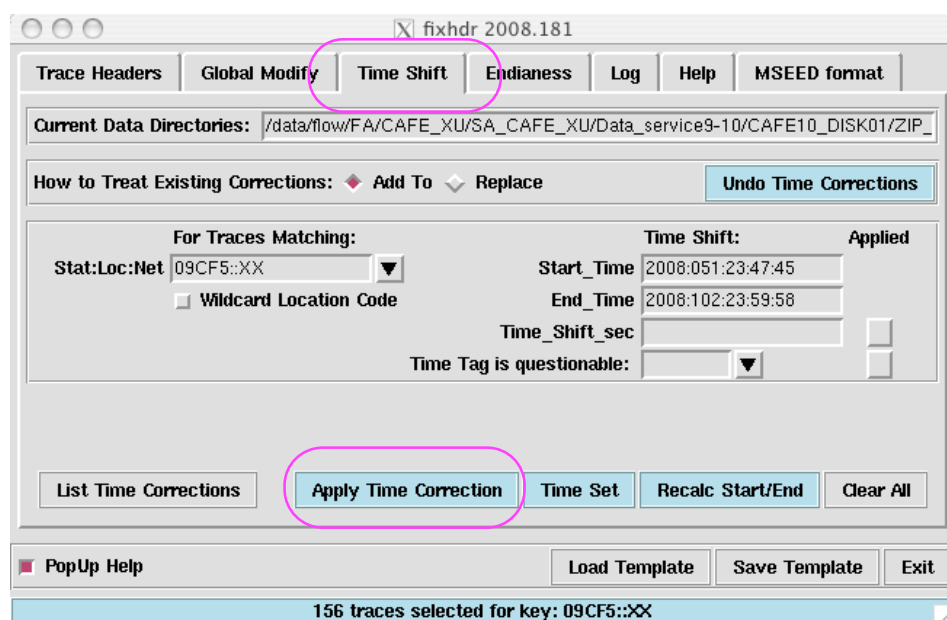 X fixhdr 2008.181
Trace Headers Global Modify Time Shift Endianess Log Help MSEED format
Current Data Directories: /data/flow/FA/CAFE_XU/SA_CAFE_XU/Data_service9-10/CAFE10_DISK01/ZIP_
How to Treat Existing Corrections: Add To Replace Undo Time Corrections
For Traces Matching: Time Shift: Applied
Stat:Loc:Net 09CF5::XX Start_Time 2008:051:23:47:45
Wildcard Location Code End_Time 2008:102:23:59:58
Time_Shift_sec
Time Tag is questionable:
List Time Corrections Apply Time Correction Time Set Recalc Start/End Clear All
PopUp Help Load Template Save Template Exit
156 traces selected for key: 09CF5::XX